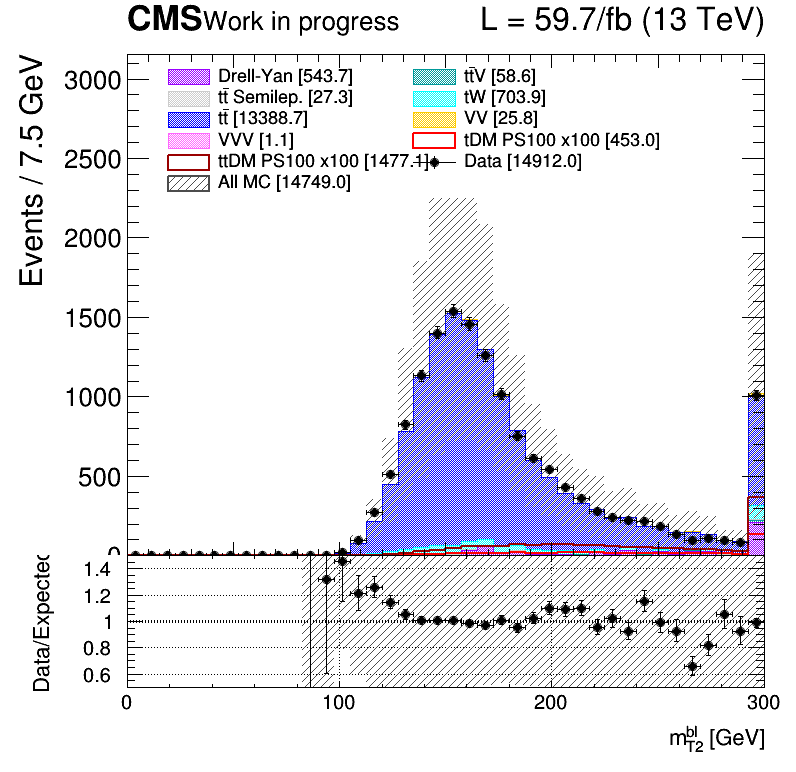 CMS Work in progress L = 59.7/fb (13 TeV)
Events / 7.5 GeV
3000
2500
2000
1500
1000
500
0
Drell-Yan [543.7]
tt̄V [58.6]
tt̄ Semilep. [27.3]
tW [703.9]
tt̄ [13388.7]
VV [25.8]
VVV [1.1]
tDM PS100 x100 [453.0]
ttDM PS100 x100 [1477.1]
Data [14912.0]
All MC [14749.0]
Data/Expected
1.4
1.2
1
0.8
0.6
0 100 200 300
m_{T2}^{bl} [GeV]